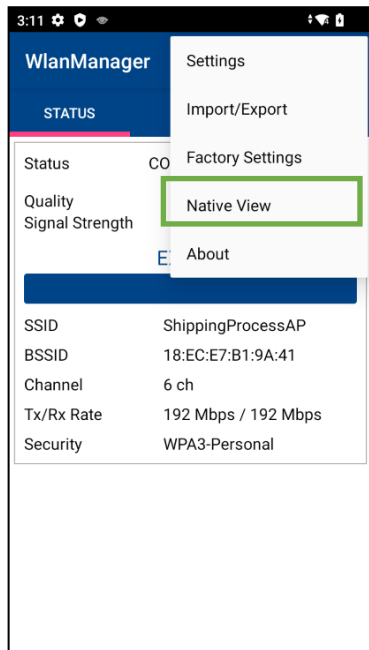 3:11
WlanManager
Settings
Import/Export
Factory Settings
Native View
About
STATUS
Status CO
Quality
Signal Strength
E
SSID ShippingProcessAP
BSSID 18:EC:E7:B1:9A:41
Channel 6 ch
Tx/Rx Rate 192 Mbps / 192 Mbps
Security WPA3-Personal